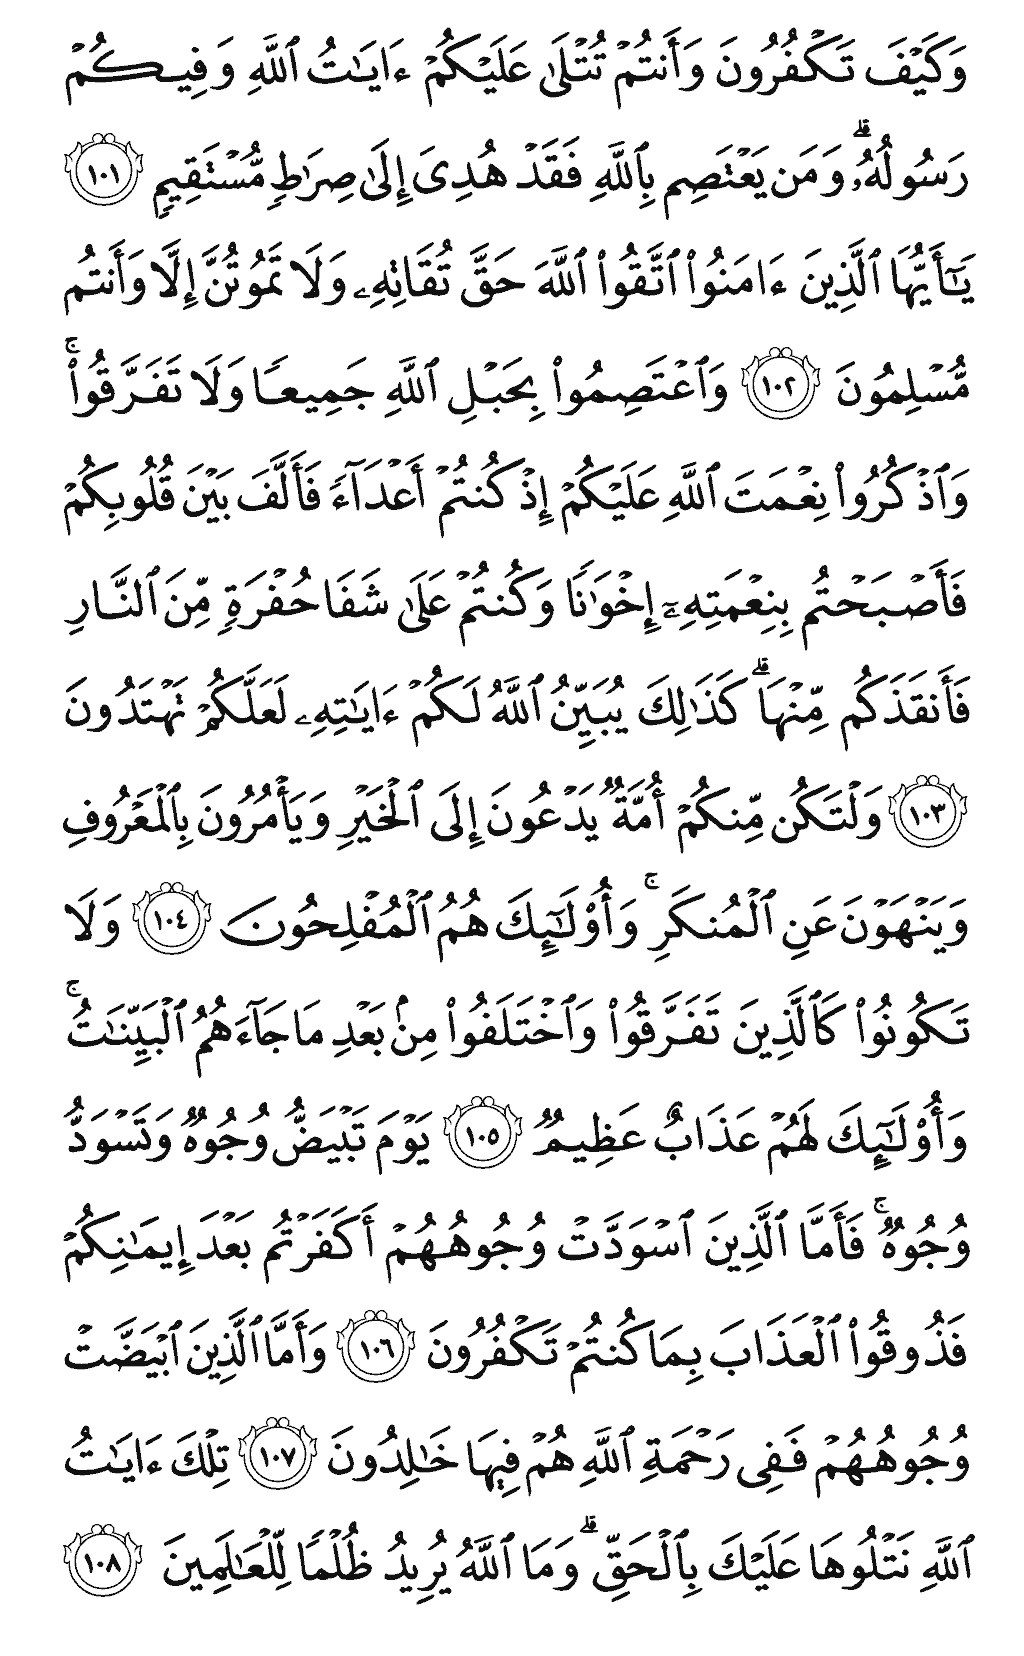 وَكَيْفَ تَكْفُرُونَ وَأَنتُمْ تُتْلَىٰ عَلَيْكُمْ ءَايَٰتُ ٱللَّهِ وَفِيكُمْ
رَسُولُهُۥ ۗ وَمَن يَعْتَصِم بِٱللَّهِ فَقَدْ هُدِىَ إِلَىٰ صِرَٰطٍ مُّسْتَقِيمٍ ١٠١
يَٰٓأَيُّهَا ٱلَّذِينَ ءَامَنُوا۟ ٱتَّقُوا۟ ٱللَّهَ حَقَّ تُقَاتِهِۦ وَلَا تَمُوتُنَّ إِلَّا وَأَنتُم
مُّسْلِمُونَ ١٠٢ وَٱعْتَصِمُوا۟ بِحَبْلِ ٱللَّهِ جَمِيعًا وَلَا تَفَرَّقُوا۟ ۚ
وَٱذْكُرُوا۟ نِعْمَتَ ٱللَّهِ عَلَيْكُمْ إِذْ كُنتُمْ أَعْدَآءً فَأَلَّفَ بَيْنَ قُلُوبِكُمْ
فَأَصْبَحْتُم بِنِعْمَتِهِۦٓ إِخْوَٰنًا وَكُنتُمْ عَلَىٰ شَفَا حُفْرَةٍ مِّنَ ٱلنَّارِ
فَأَنقَذَكُم مِّنْهَا ۗ كَذَٰلِكَ يُبَيِّنُ ٱللَّهُ لَكُمْ ءَايَٰتِهِۦ لَعَلَّكُمْ تَهْتَدُونَ
١٠٣ وَلْتَكُن مِّنكُمْ أُمَّةٌ يَدْعُونَ إِلَى ٱلْخَيْرِ وَيَأْمُرُونَ بِٱلْمَعْرُوفِ
وَيَنْهَوْنَ عَنِ ٱلْمُنكَرِ ۚ وَأُو۟لَٰٓئِكَ هُمُ ٱلْمُفْلِحُونَ ١٠٤ وَلَا
تَكُونُوا۟ كَٱلَّذِينَ تَفَرَّقُوا۟ وَٱخْتَلَفُوا۟ مِنۢ بَعْدِ مَا جَآءَهُمُ ٱلْبَيِّنَٰتُ ۚ
وَأُو۟لَٰٓئِكَ لَهُمْ عَذَابٌ عَظِيمٌ ١٠٥ يَوْمَ تَبْيَضُّ وُجُوهٌ وَتَسْوَدُّ
وُجُوهٌ ۚ فَأَمَّا ٱلَّذِينَ ٱسْوَدَّتْ وُجُوهُهُمْ أَكَفَرْتُم بَعْدَ إِيمَٰنِكُمْ
فَذُوقُوا۟ ٱلْعَذَابَ بِمَا كُنتُمْ تَكْفُرُونَ ١٠٦ وَأَمَّا ٱلَّذِينَ ٱبْيَضَّتْ
وُجُوهُهُمْ فَفِى رَحْمَةِ ٱللَّهِ هُمْ فِيهَا خَٰلِدُونَ ١٠٧ تِلْكَ ءَايَٰتُ
ٱللَّهِ نَتْلُوهَا عَلَيْكَ بِٱلْحَقِّ ۗ وَمَا ٱللَّهُ يُرِيدُ ظُلْمًا لِّلْعَٰلَمِينَ ١٠٨